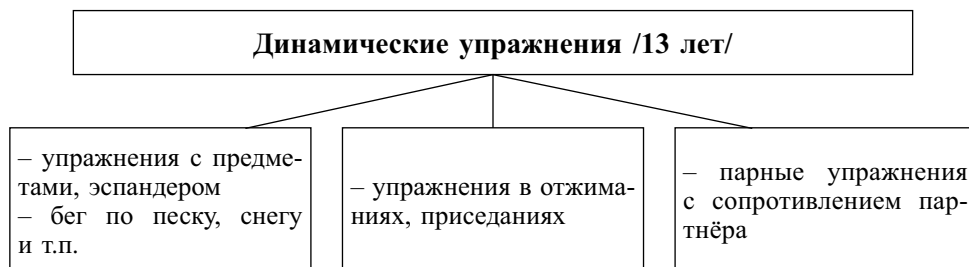 Динамические упражнения /13 лет/
– упражнения с предме-
тами, эспандером
– бег по песку, снегу
и т.п.
– упражнения в отжима-
ниях, приседаниях
– парные упражнения
с сопротивлением пар-
тнёра